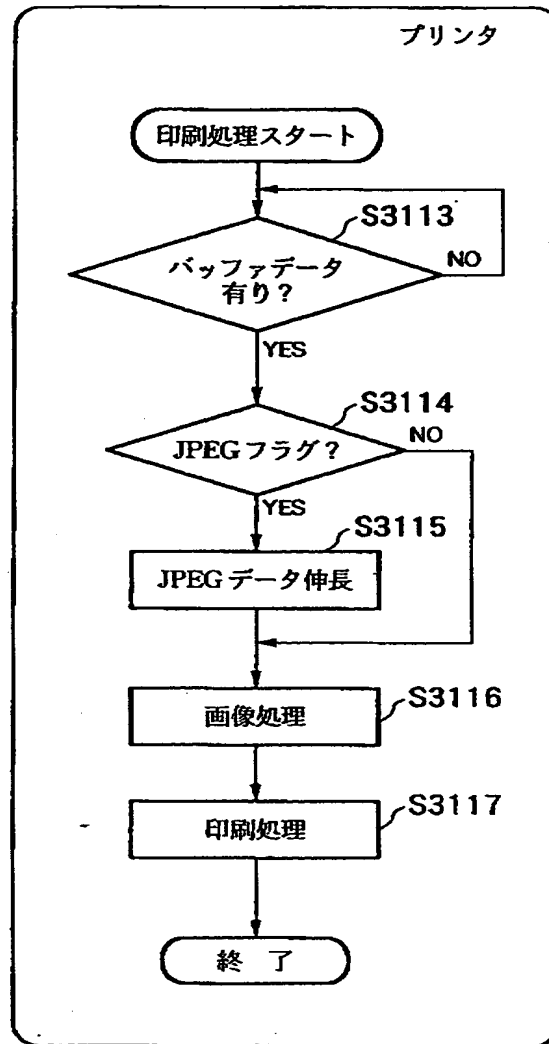 プリンタ
印刷処理スタート
S3113
バッファデータ
有り？
NO
YES
S3114
JPEGフラグ？
NO
YES
S3115
JPEGデータ伸長
画像処理
S3116
印刷処理
S3117
終 了